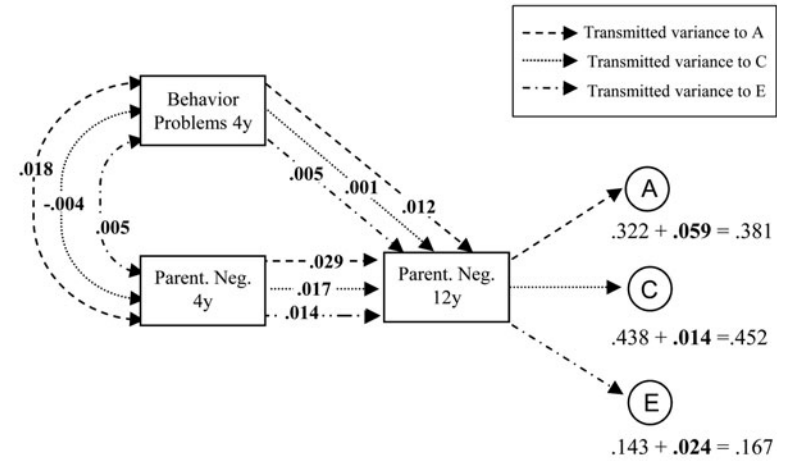 Transmitted variance to A
Transmitted variance to C
Transmitted variance to E
Behavior
Problems 4y
.018
-.004
.005
.005
.001
.012
A
.322 + .059 = .381
Parent. Neg.
4y
.029
.017
.014
Parent. Neg.
12y
C
.438 + .014 =.452
E
.143 + .024 = .167